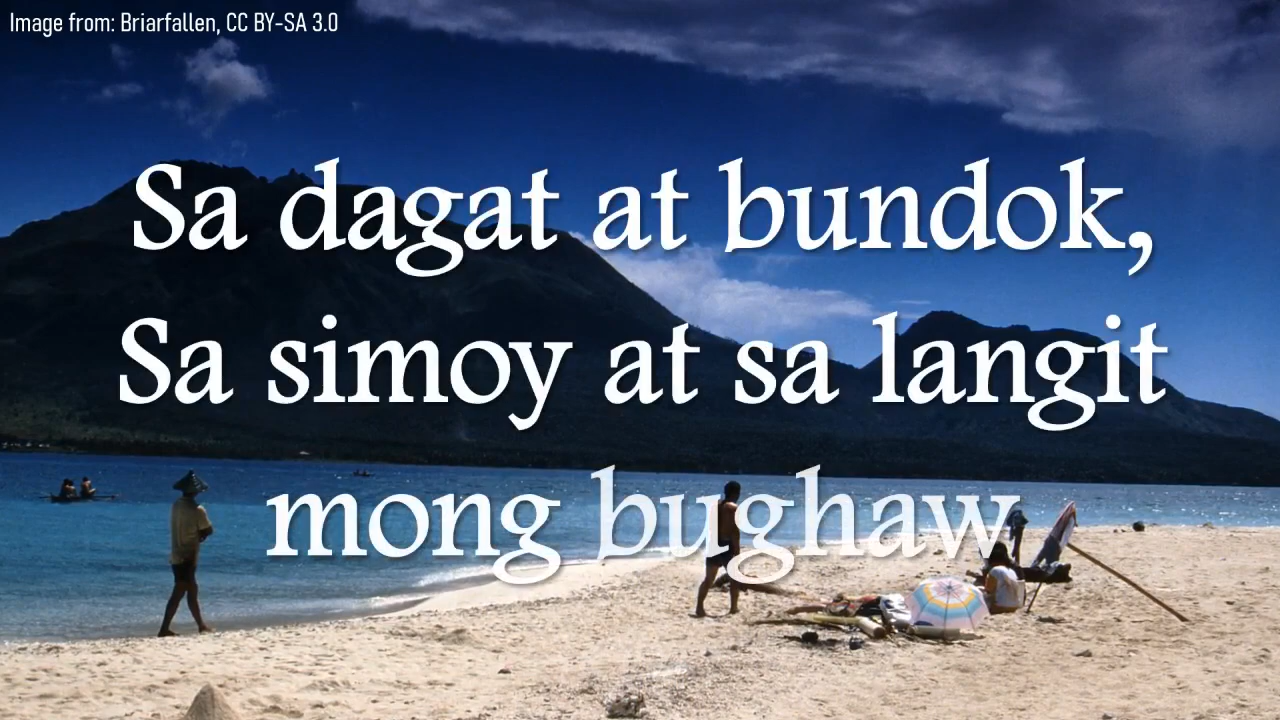 Image from: Briarfallen, CC BY-SA 3.0
Sa dagat at bundok,
Sa simoy at sa langit
mong bughaw